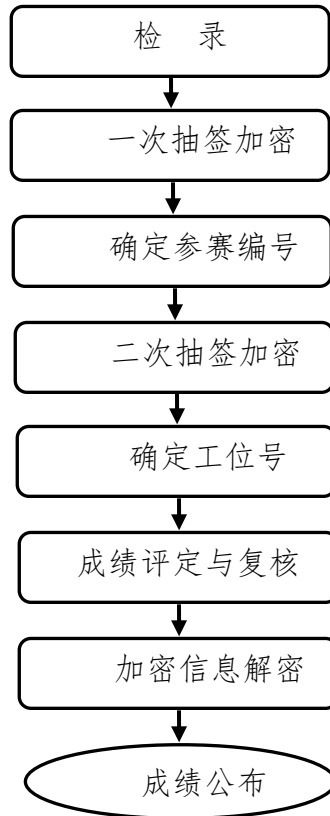 检 录
一次抽签加密
确定参赛编号
二次抽签加密
确定工位号
成绩评定与复核
加密信息解密
成绩公布